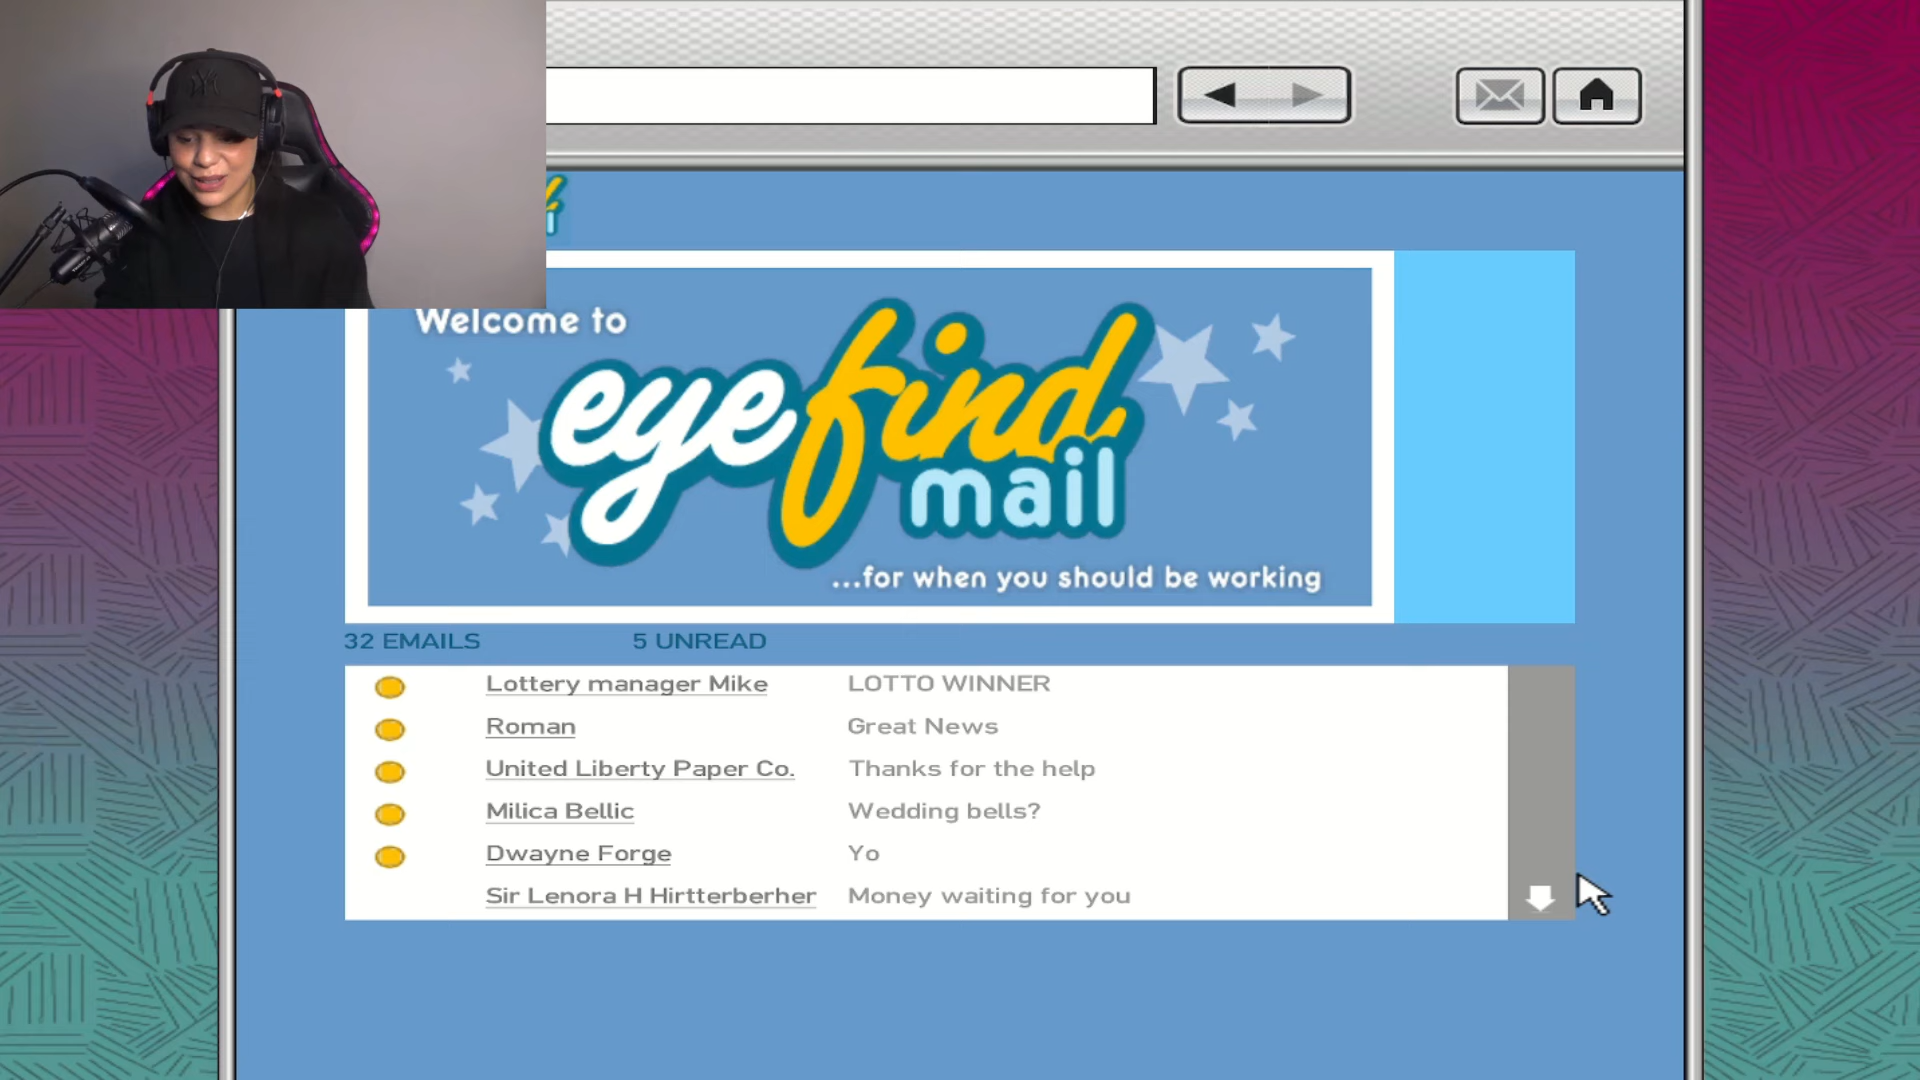 Welcome to
eyefind
mail
...for when you should be working
32 EMAILS 5 UNREAD
Lottery manager Mike LOTTO WINNER
Roman Great News
United Liberty Paper Co. Thanks for the help
Milica Bellic Wedding bells?
Dwayne Forge Yo
Sir Lenora H Hirtterberher Money waiting for you